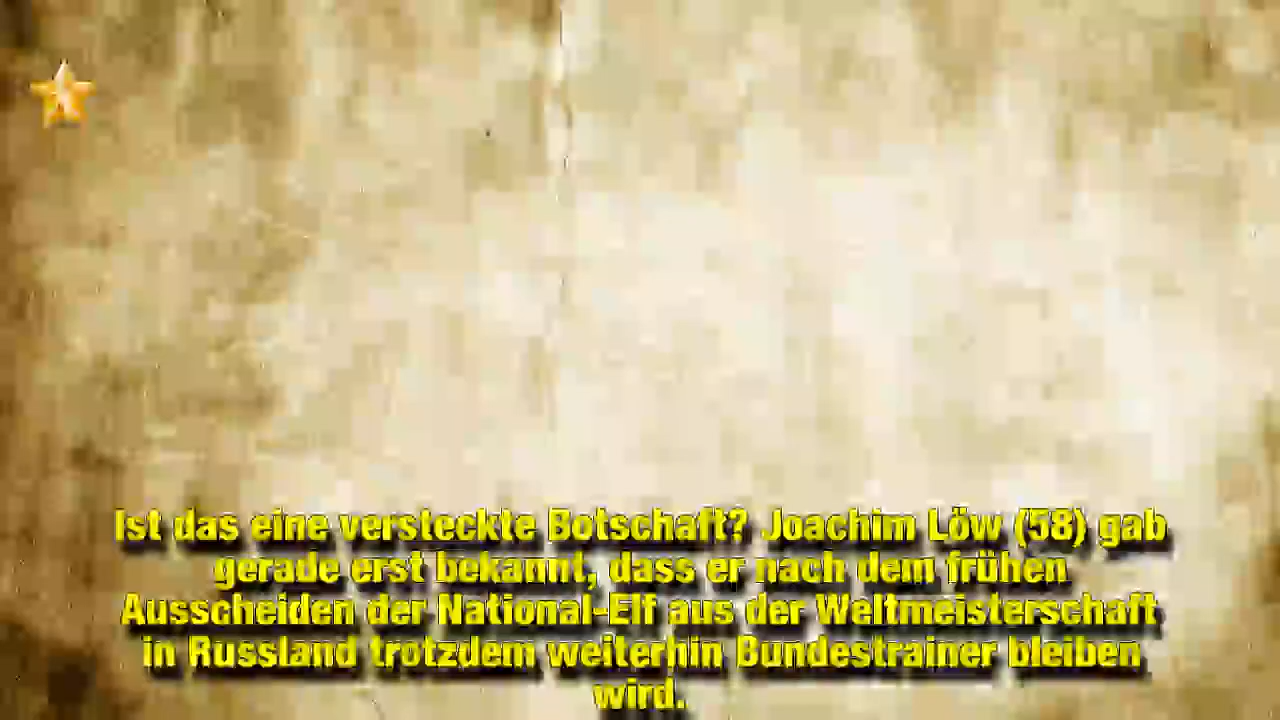 Ist das eine versteckte Botschaft? Joachim Löw (58) gab
gerade erst bekannt, dass er nach dem frühen
Ausscheiden der National-Elf aus der Weltmeisterschaft
in Russland trotzdem weiterhin Bundestrainer bleiben
wird.